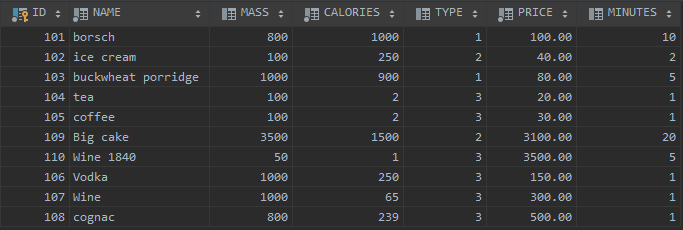 ID NAME MASS CALORIES TYPE PRICE MINUTES
101 borsch 800 1000 1 100.00 10
102 ice cream 100 250 2 40.00 2
103 buckwheat porridge 1000 900 1 80.00 5
104 tea 100 2 3 20.00 1
105 coffee 100 2 3 30.00 1
109 Big cake 3500 1500 2 3100.00 20
110 Wine 1840 50 1 3 3500.00 5
106 Vodka 1000 250 3 150.00 1
107 Wine 1000 65 3 300.00 1
108 cognac 800 239 3 500.00 1